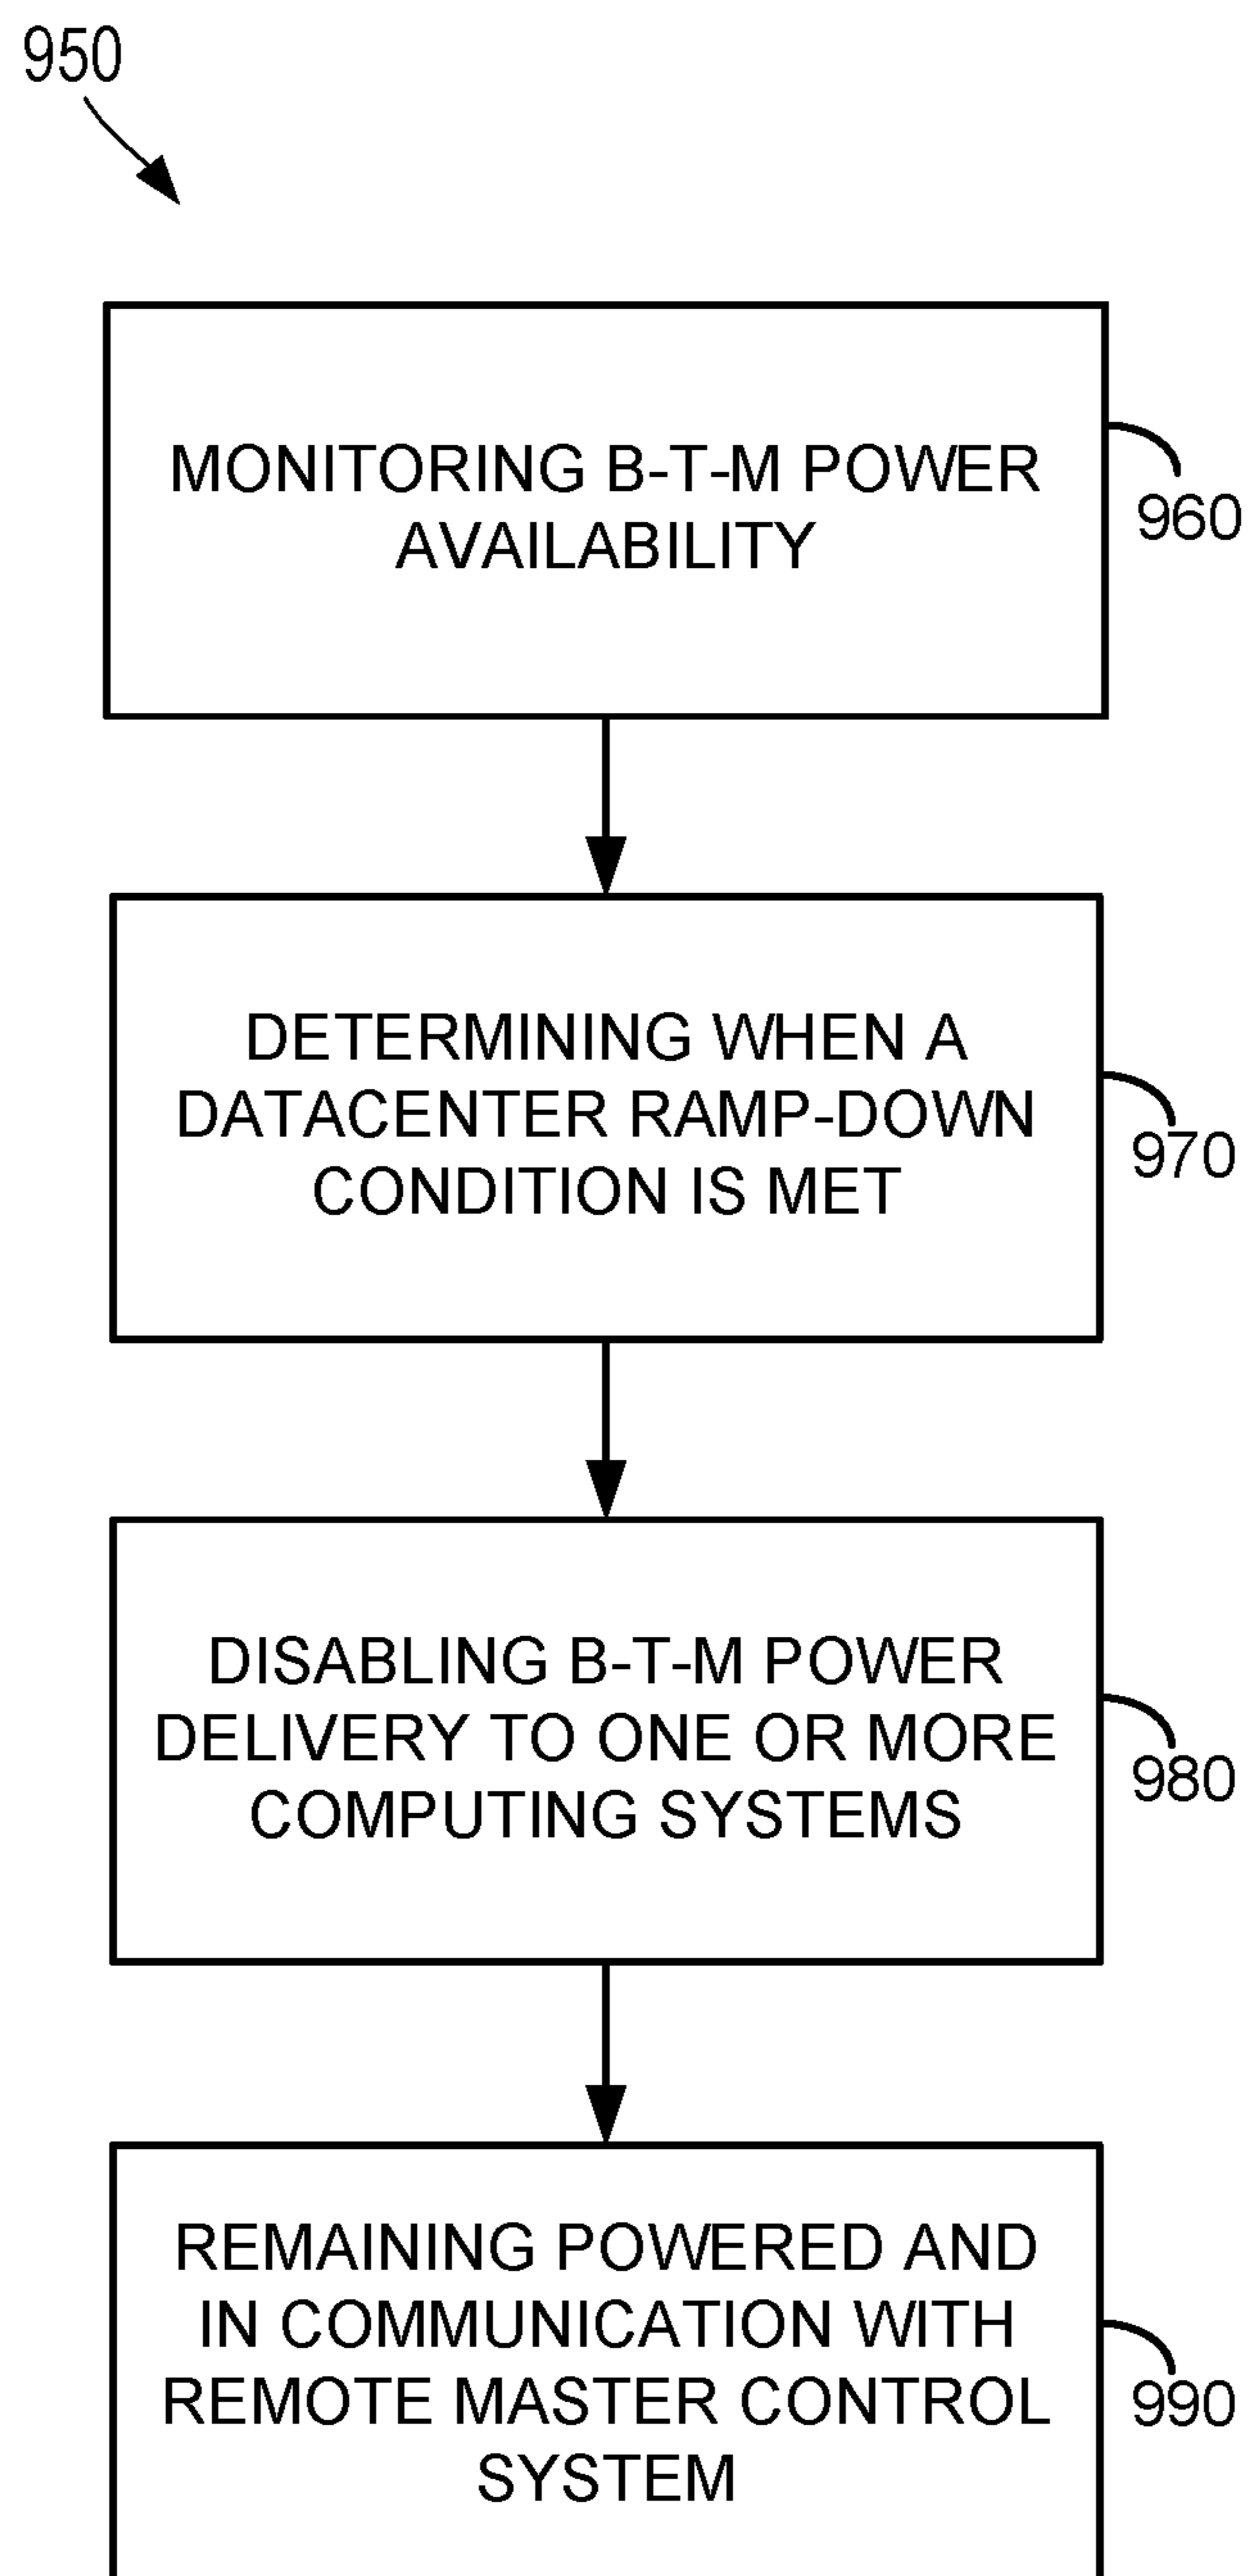 950
MONITORING B-T-M POWER
AVAILABILITY
960
DETERMINING WHEN A
DATACENTER RAMP-DOWN
CONDITION IS MET
970
DISABLING B-T-M POWER
DELIVERY TO ONE OR MORE
COMPUTING SYSTEMS
980
REMAINING POWERED AND
IN COMMUNICATION WITH
REMOTE MASTER CONTROL
SYSTEM
990